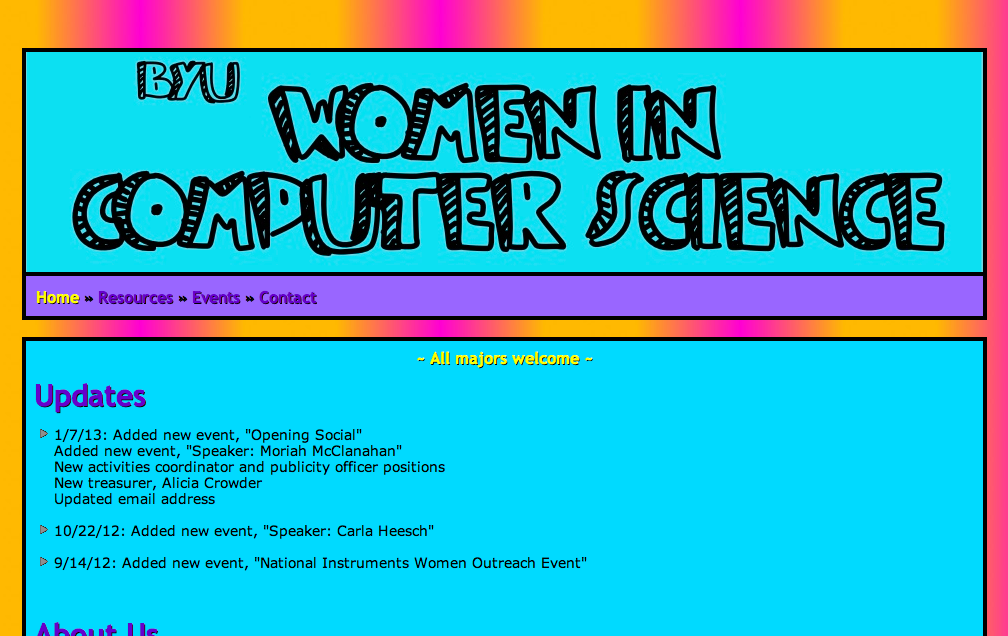 BYU
WOMEN IN
COMPUTER SCIENCE
Home » Resources » Events » Contact
~ All majors welcome ~
Updates
1/7/13: Added new event, "Opening Social"
Added new event, "Speaker: Moriah McClanahan"
New activities coordinator and publicity officer positions
New treasurer, Alicia Crowder
Updated email address
10/22/12: Added new event, "Speaker: Carla Heesch"
9/14/12: Added new event, "National Instruments Women Outreach Event"
About Us